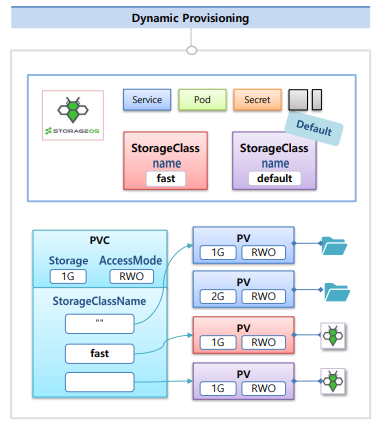 Dynamic Provisioning
Service
Pod
Secret
STORAGEOS
Default
StorageClass
name
fast
StorageClass
name
default
PVC
Storage
AccessMode
1G
RWO
StorageClassName
""
fast
PV
1G
RWO
PV
2G
RWO
PV
1G
RWO
PV
1G
RWO